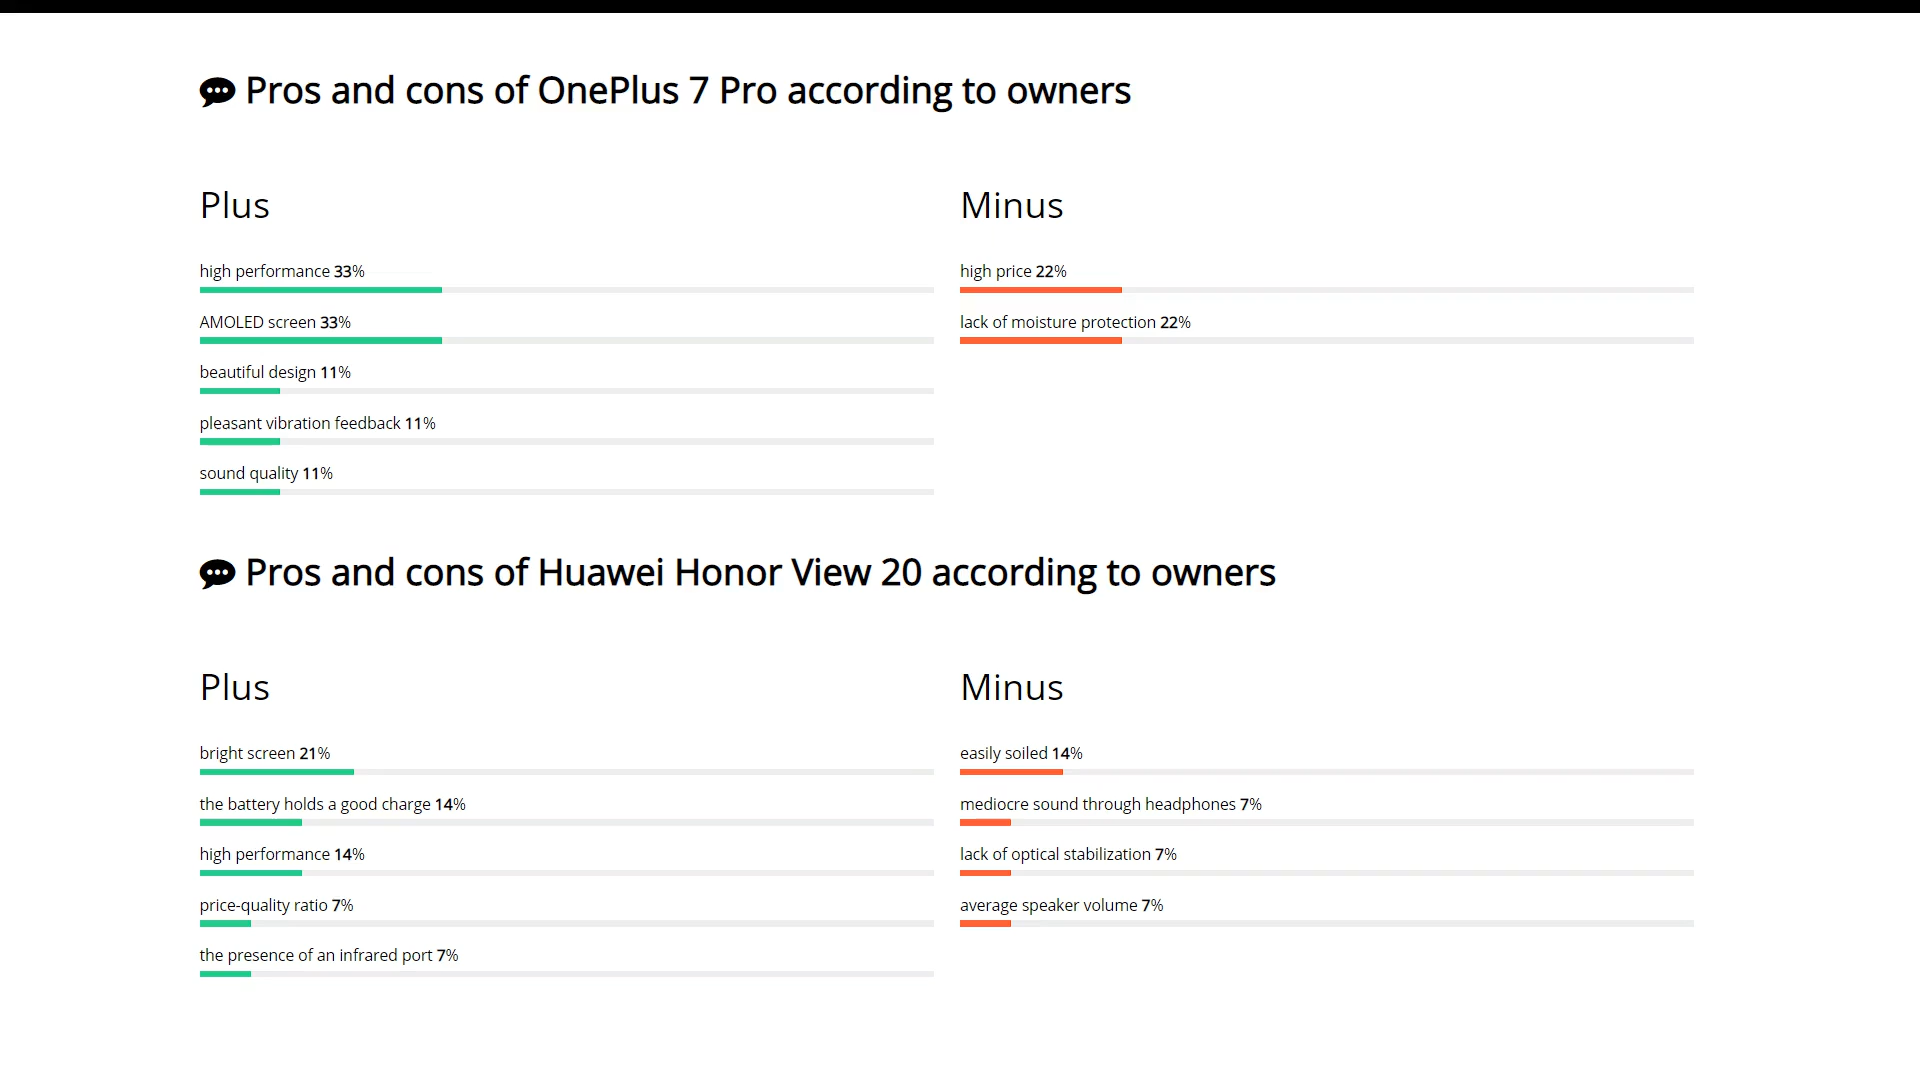 Pros and cons of OnePlus 7 Pro according to owners
Plus
high performance 33%
AMOLED screen 33%
beautiful design 11%
pleasant vibration feedback 11%
sound quality 11%
Minus
high price 22%
lack of moisture protection 22%
Pros and cons of Huawei Honor View 20 according to owners
Plus
bright screen 21%
the battery holds a good charge 14%
high performance 14%
price-quality ratio 7%
the presence of an infrared port 7%
Minus
easily soiled 14%
mediocre sound through headphones 7%
lack of optical stabilization 7%
average speaker volume 7%